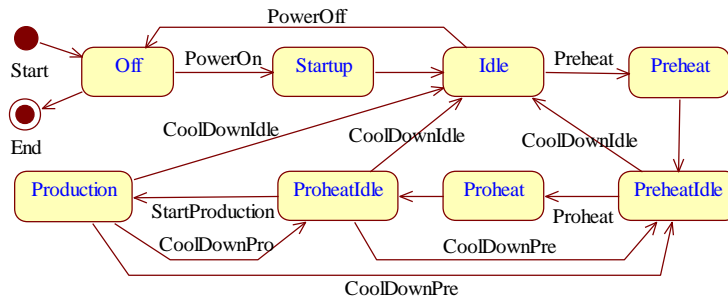 PowerOff
Start
Off
PowerOn
Startup
Idle
Preheat
Preheat
End
CoolDownIdle
CoolDownIdle
CoolDownIdle
Production
ProheatIdle
Proheat
PreheatIdle
StartProduction
Proheat
CoolDownPro
CoolDownPre
CoolDownPre